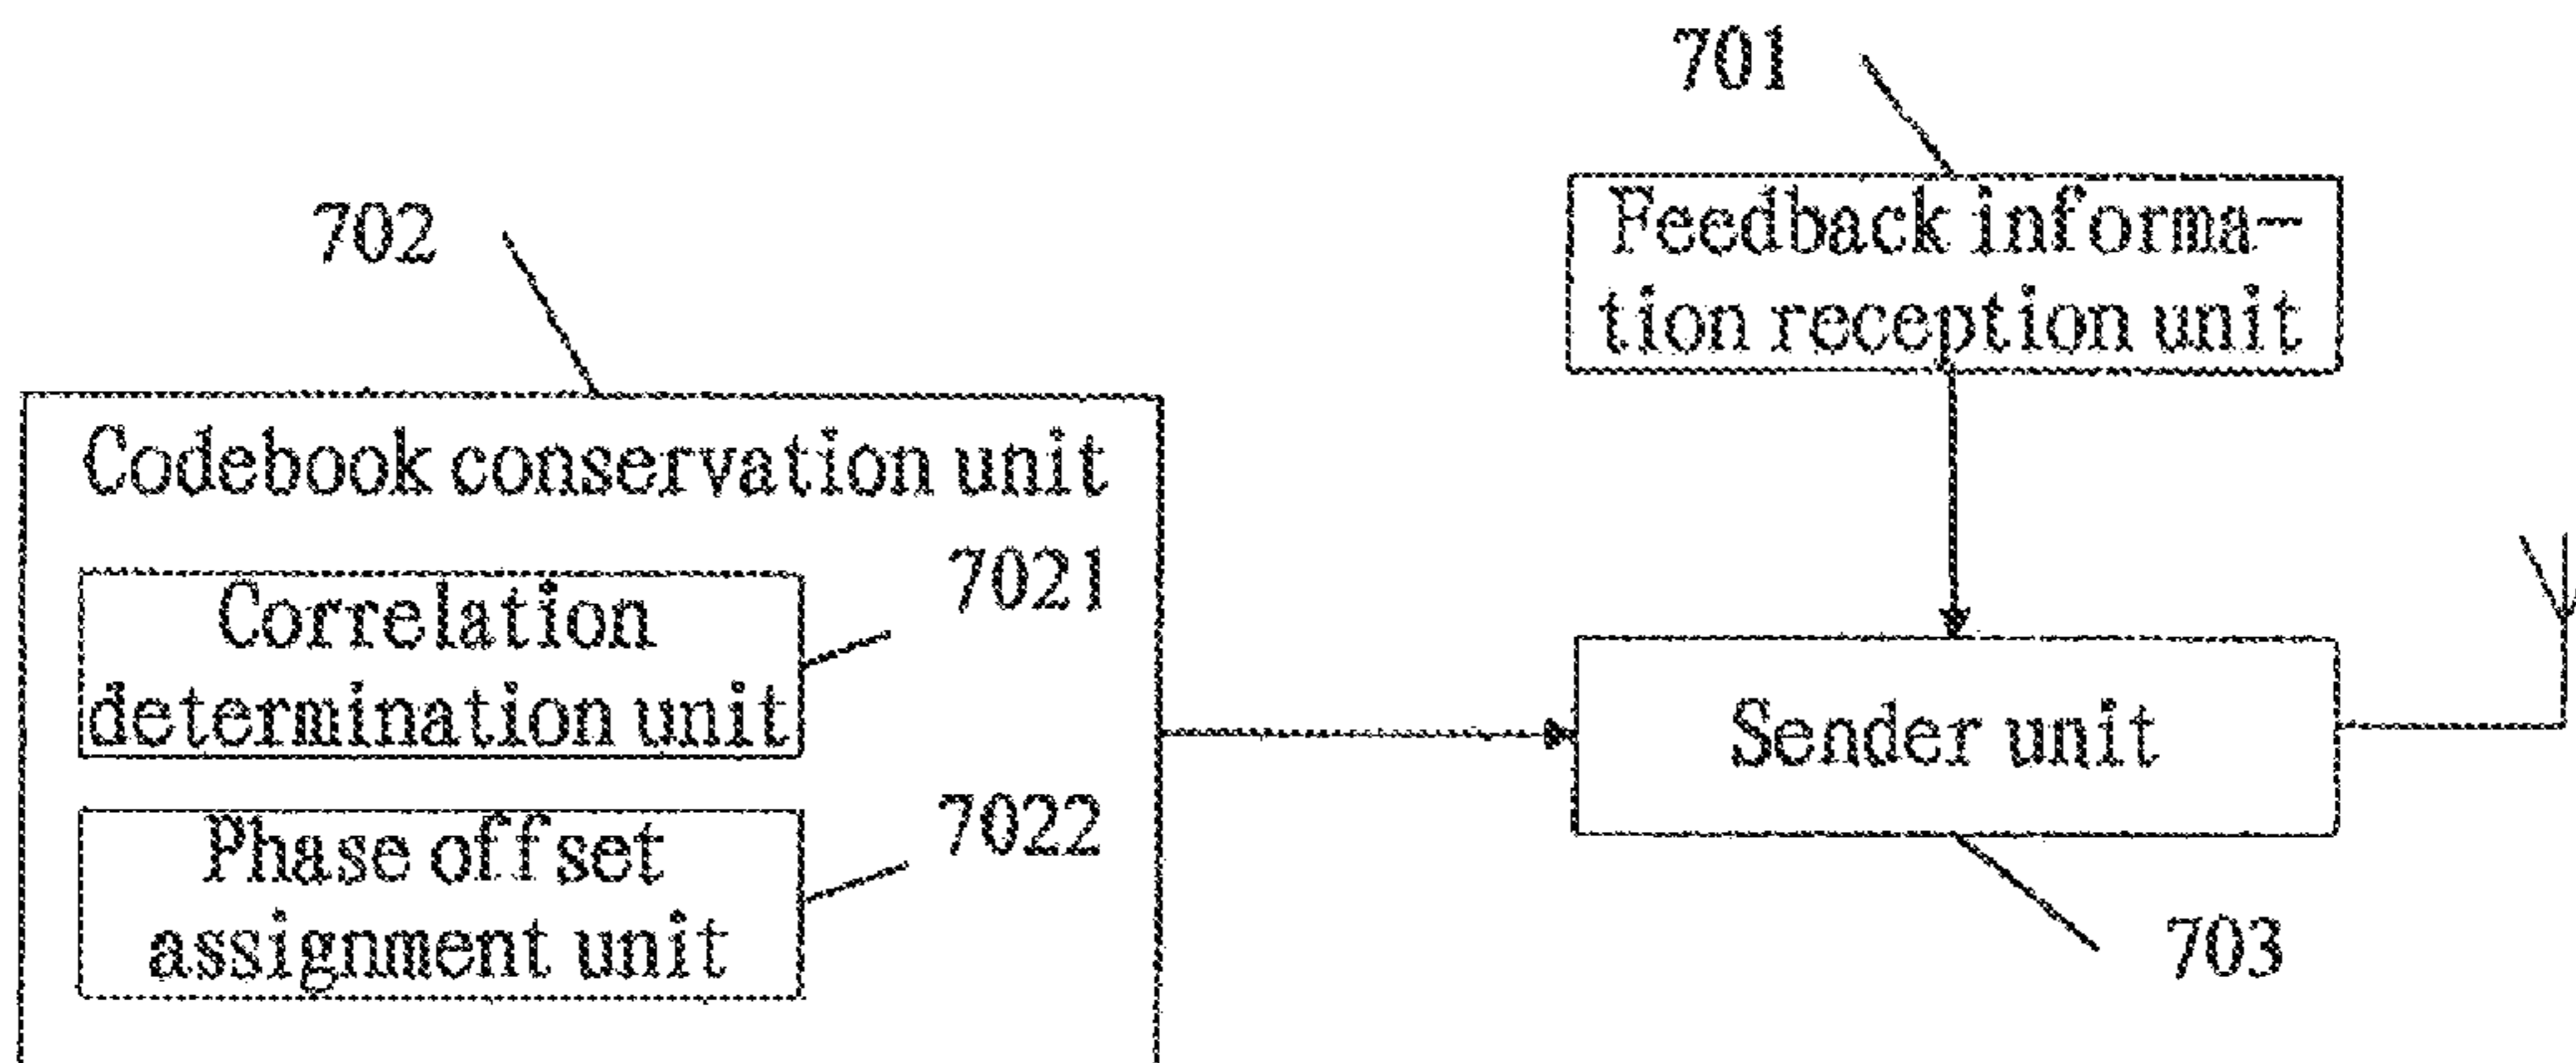 701
Feedback informa-
tion reception unit
702
Codebook conservation unit
7021
Correlation
determination unit
7022
Phase offset
assignment unit
Sender unit
703